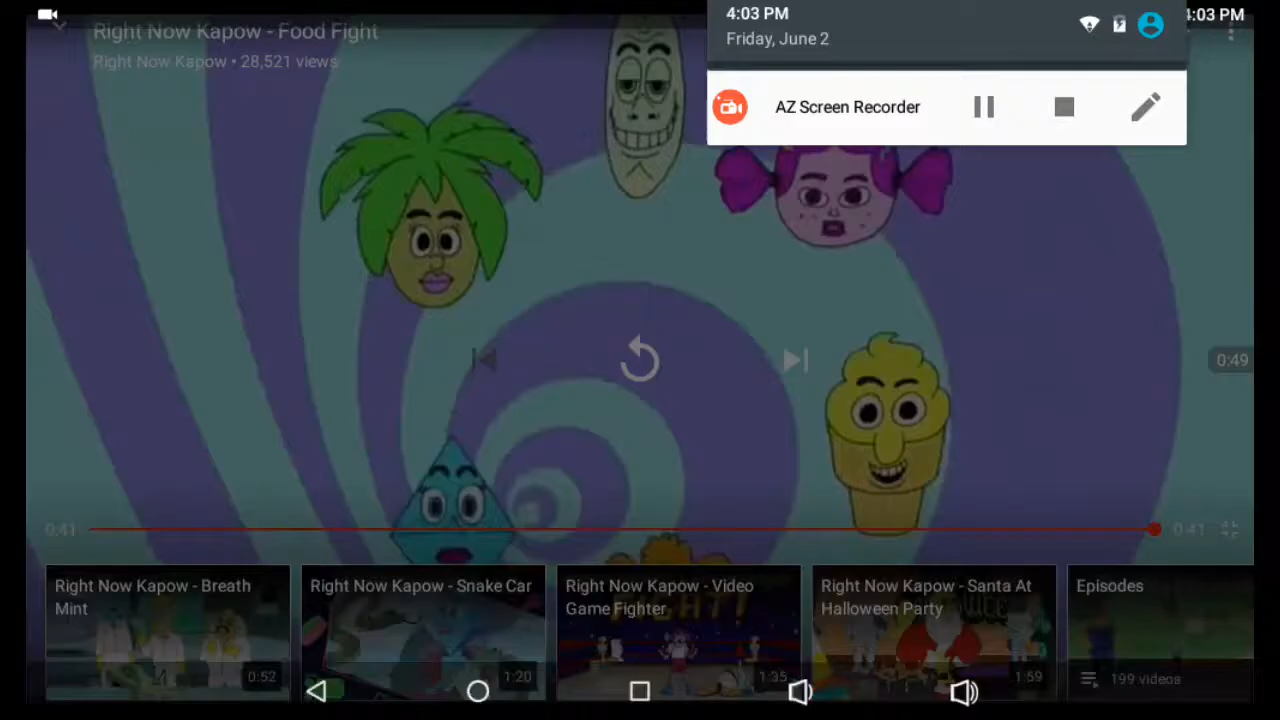 Right Now Kapow - Food Fight
Right Now Kapow • 28,521 views
4:03 PM
4:03 PM
Friday, June 2
AZ Screen Recorder
0:49
0:41
0:41
Right Now Kapow - Breath
Mint
0:52
Right Now Kapow - Snake Car
1:20
Right Now Kapow - Video
Game Fighter
FIGHT!
1:35
Right Now Kapow - Santa At
Halloween Party
1:59
Episodes
199 videos